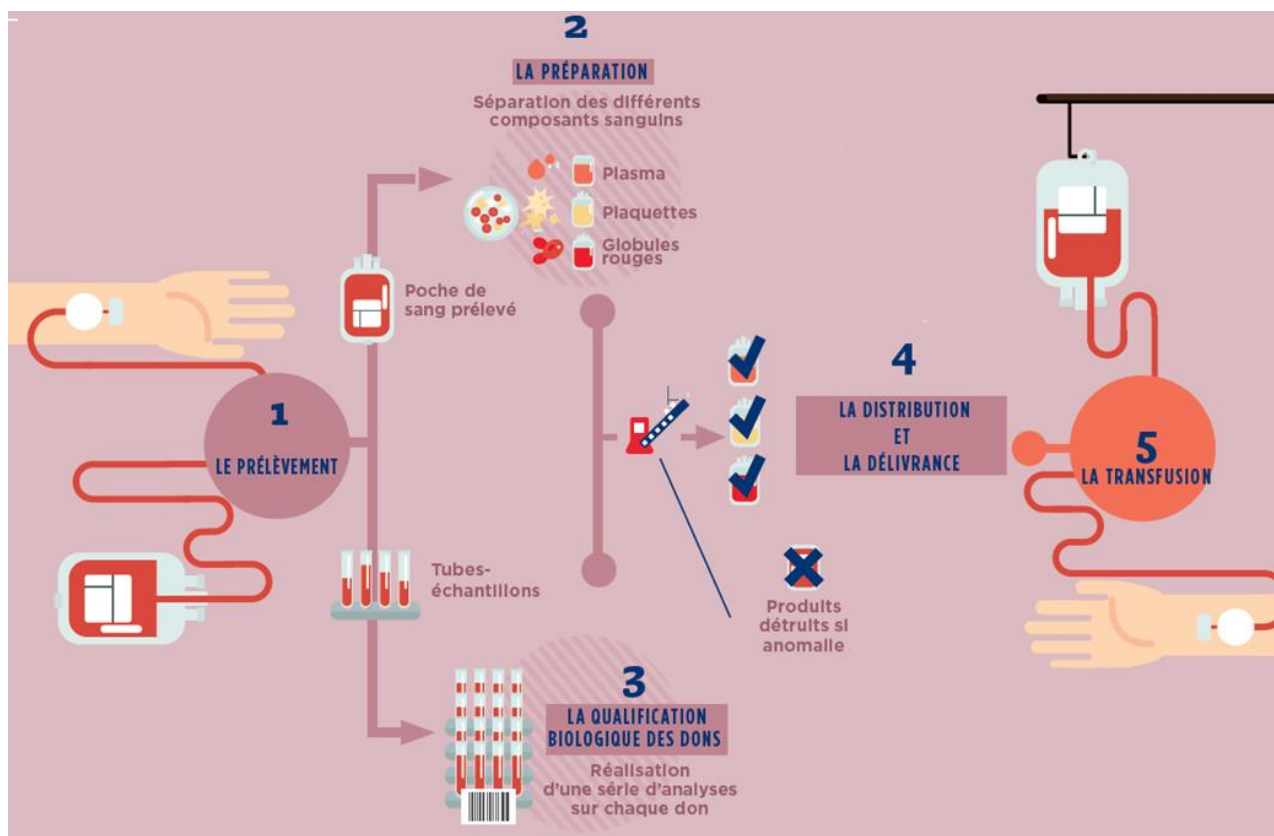 2
LA PRÉPARATION
Séparation des différents
composants sanguins
Plasma
Plaquettes
Globules
rouges
Poche de
sang prélevé
1
LE PRÉLÈVEMENT
Tubes-
échantillons
3
LA QUALIFICATION
BIOLOGIQUE DES DONS
Réalisation
d'une série d'analyses
sur chaque don
Produits
détruits si
anomalie
4
LA DISTRIBUTION
ET
LA DÉLIVRANCE
5
LA TRANSFUSION